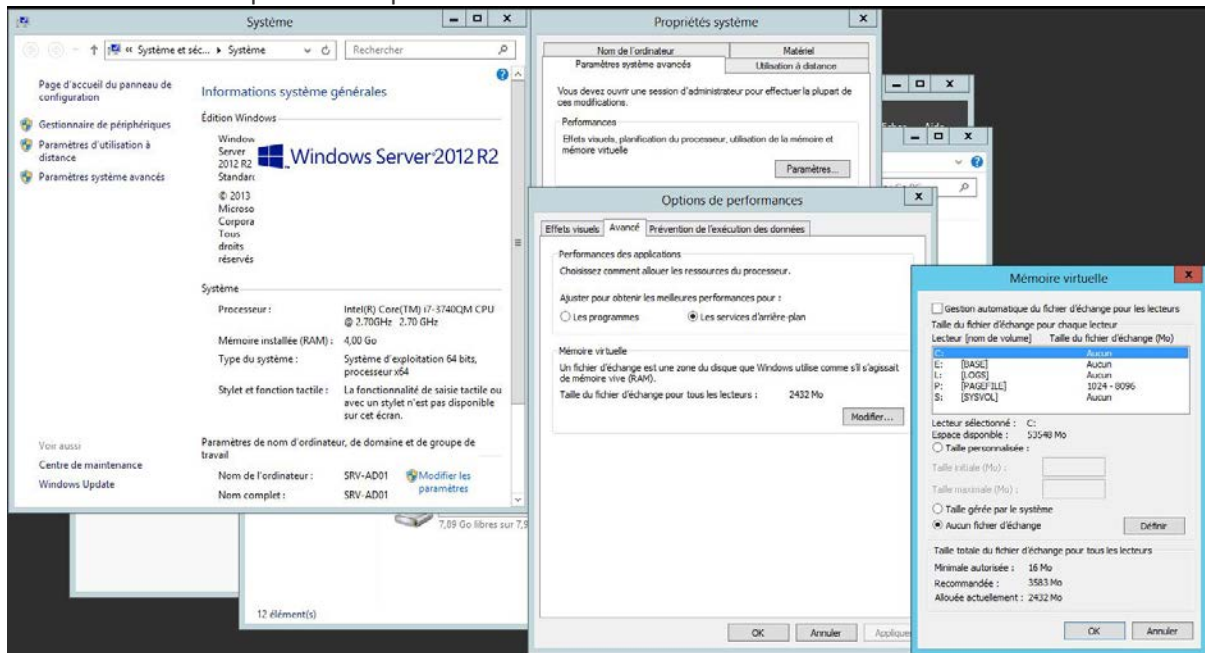 Système
« Système et séc... ▸ Système
Rechercher
Page d'accueil du panneau de
configuration
Gestionnaire de périphériques
Paramètres d'utilisation à
distance
Paramètres système avancés
Voir aussi
Centre de maintenance
Windows Update
Informations système générales
Édition Windows
Window
Server
2012 R2
Standard
© 2013
Microso
Corpora
Tous
droits
réservés
Windows Server 2012 R2
Système
Processeur : Intel(R) Core(TM) i7-3740QM CPU
@ 2.70GHz 2.70 GHz
Mémoire installée (RAM) : 4,00 Go
Type du système : Système d'exploitation 64 bits,
processeur x64
Stylet et fonction tactile : La fonctionnalité de saisie tactile ou
avec un stylet n'est pas disponible
sur cet écran.
Paramètres de nom d'ordinateur, de domaine et de groupe de
travail
Nom de l'ordinateur : SRV-AD01
Modifier les
paramètres
Nom complet : SRV-AD01
7,89 Go libres sur 7,9
12 élément(s)
Propriétés système
Nom de l'ordinateur Matériel
Paramètres système avancés Utilisation à distance
Vous devez ouvrir une session d'administrateur pour effectuer la plupart de
ces modifications.
Performances
Effets visuels, planification du processeur, utilisation de la mémoire et
mémoire virtuelle
Paramètres...
Options de performances
Effets visuels Avancé Prévention de l'exécution des données
Performances des applications
Choisissez comment allouer les ressources du processeur.
Ajuster pour obtenir les meilleures performances pour :
Les programmes Les services d'arrière-plan
Mémoire virtuelle
Un fichier d'échange est une zone du disque que Windows utilise comme s'il s'agissait
de mémoire vive (RAM).
Taille du fichier d'échange pour tous les lecteurs : 2432 Mo
Modifier...
OK Annuler Appliquer
Mémoire virtuelle
Gestion automatique du fichier d'échange pour les lecteurs
Taille du fichier d'échange pour chaque lecteur
Lecteur [nom de volume] Taille du fichier d'échange (Mo)
C: Aucun
E: [BASE] Aucun
L: [LOGS] Aucun
P: [PAGEFILE] 1024 - 8096
S: [SYSVOL] Aucun
Lecteur sélectionné : C:
Espace disponible : 53548 Mo
Taille personnalisée :
Taille initiale (Mo) :
Taille maximale (Mo) :
Taille gérée par le système
Aucun fichier d'échange
Définir
Taille totale du fichier d'échange pour tous les lecteurs
Minimale autorisée : 16 Mo
Recommandée : 3583 Mo
Allouée actuellement : 2432 Mo
OK Annuler